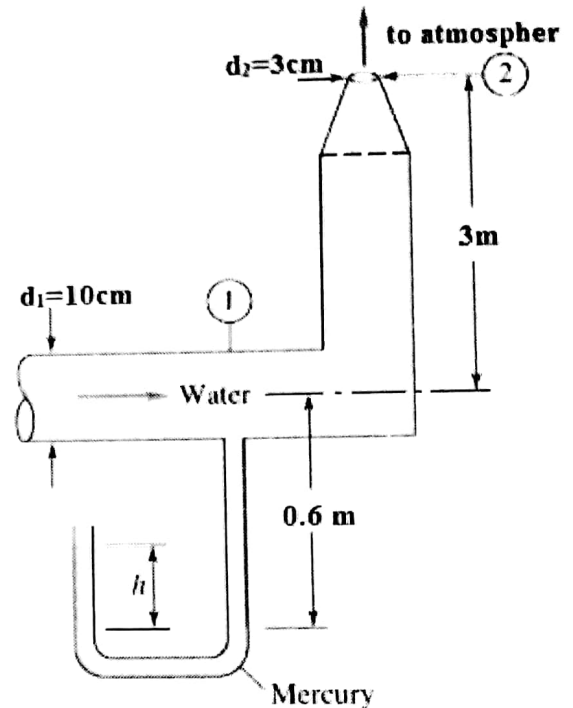 to atmospher
d₂=3cm
2
3m
d₁=10cm
1
Water
0.6 m
h
Mercury